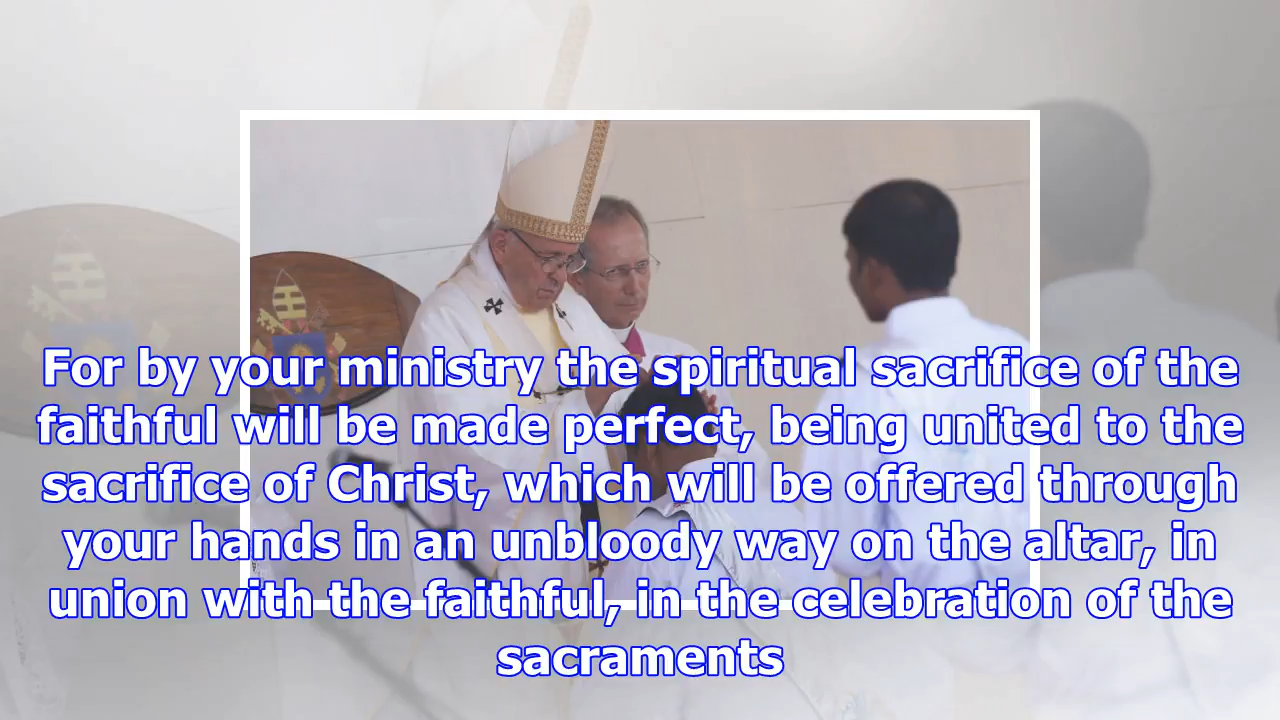 For by your ministry the spiritual sacrifice of the
faithful will be made perfect, being united to the
sacrifice of Christ, which will be offered through
your hands in an unbloody way on the altar, in
union with the faithful, in the celebration of the
sacraments